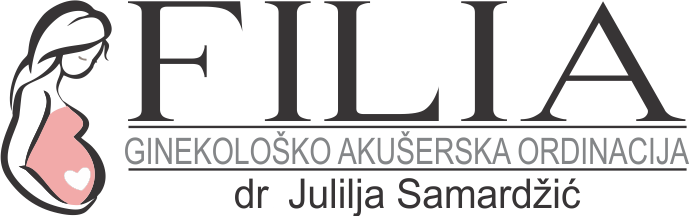 FILIA
GINEKOLOŠKO AKUŠERSKA ORDINACIJA
dr Julilja Samardžić